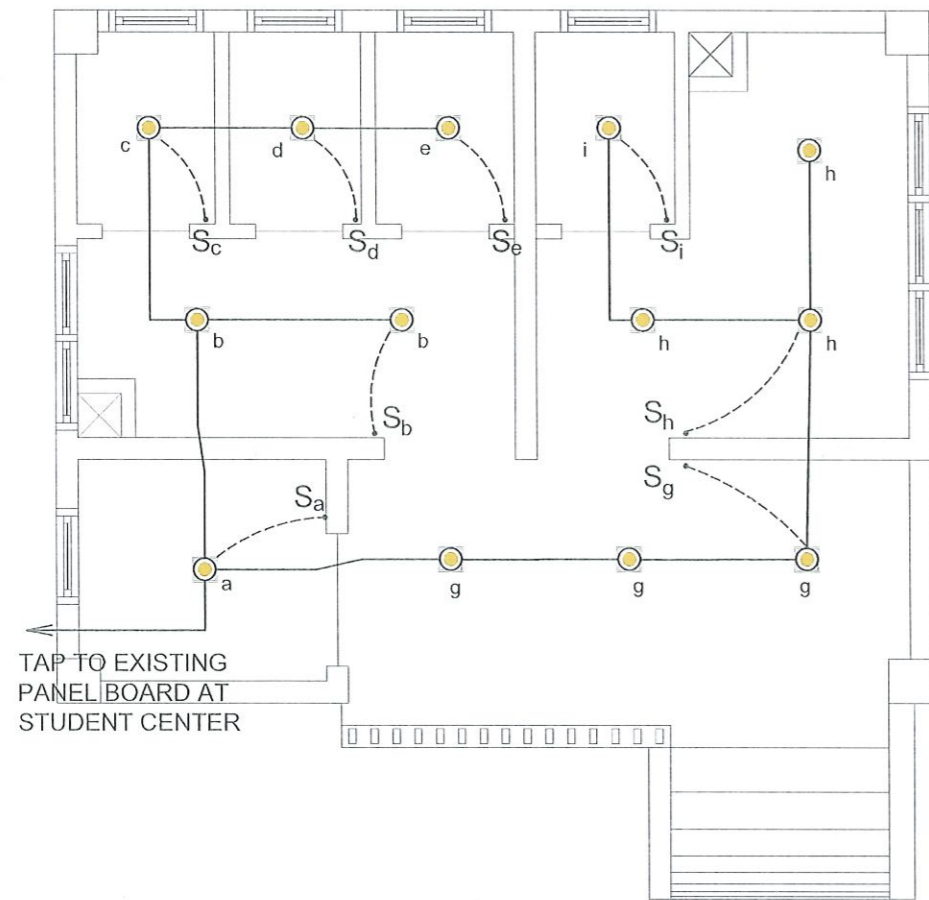 c
d
e
i
h
Sc
Sd
Se
Si
b
b
h
h
Sb
Sh
Sg
Sa
a
g
g
g
TAP TO EXISTING
PANEL BOARD AT
STUDENT CENTER